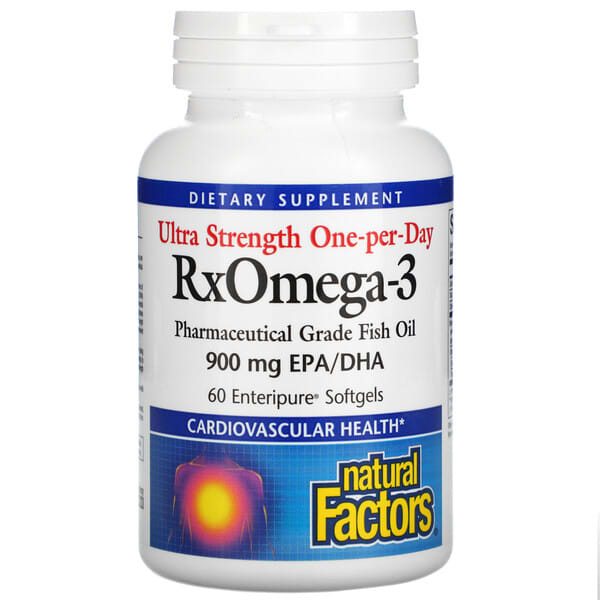 DIETARY SUPPLEMENT
Ultra Strength One-per-Day
RxOmega-3
Pharmaceutical Grade Fish Oil
900 mg EPA/DHA
60 Enteripure® Softgels
CARDIOVASCULAR HEALTH*
natural
Factors®